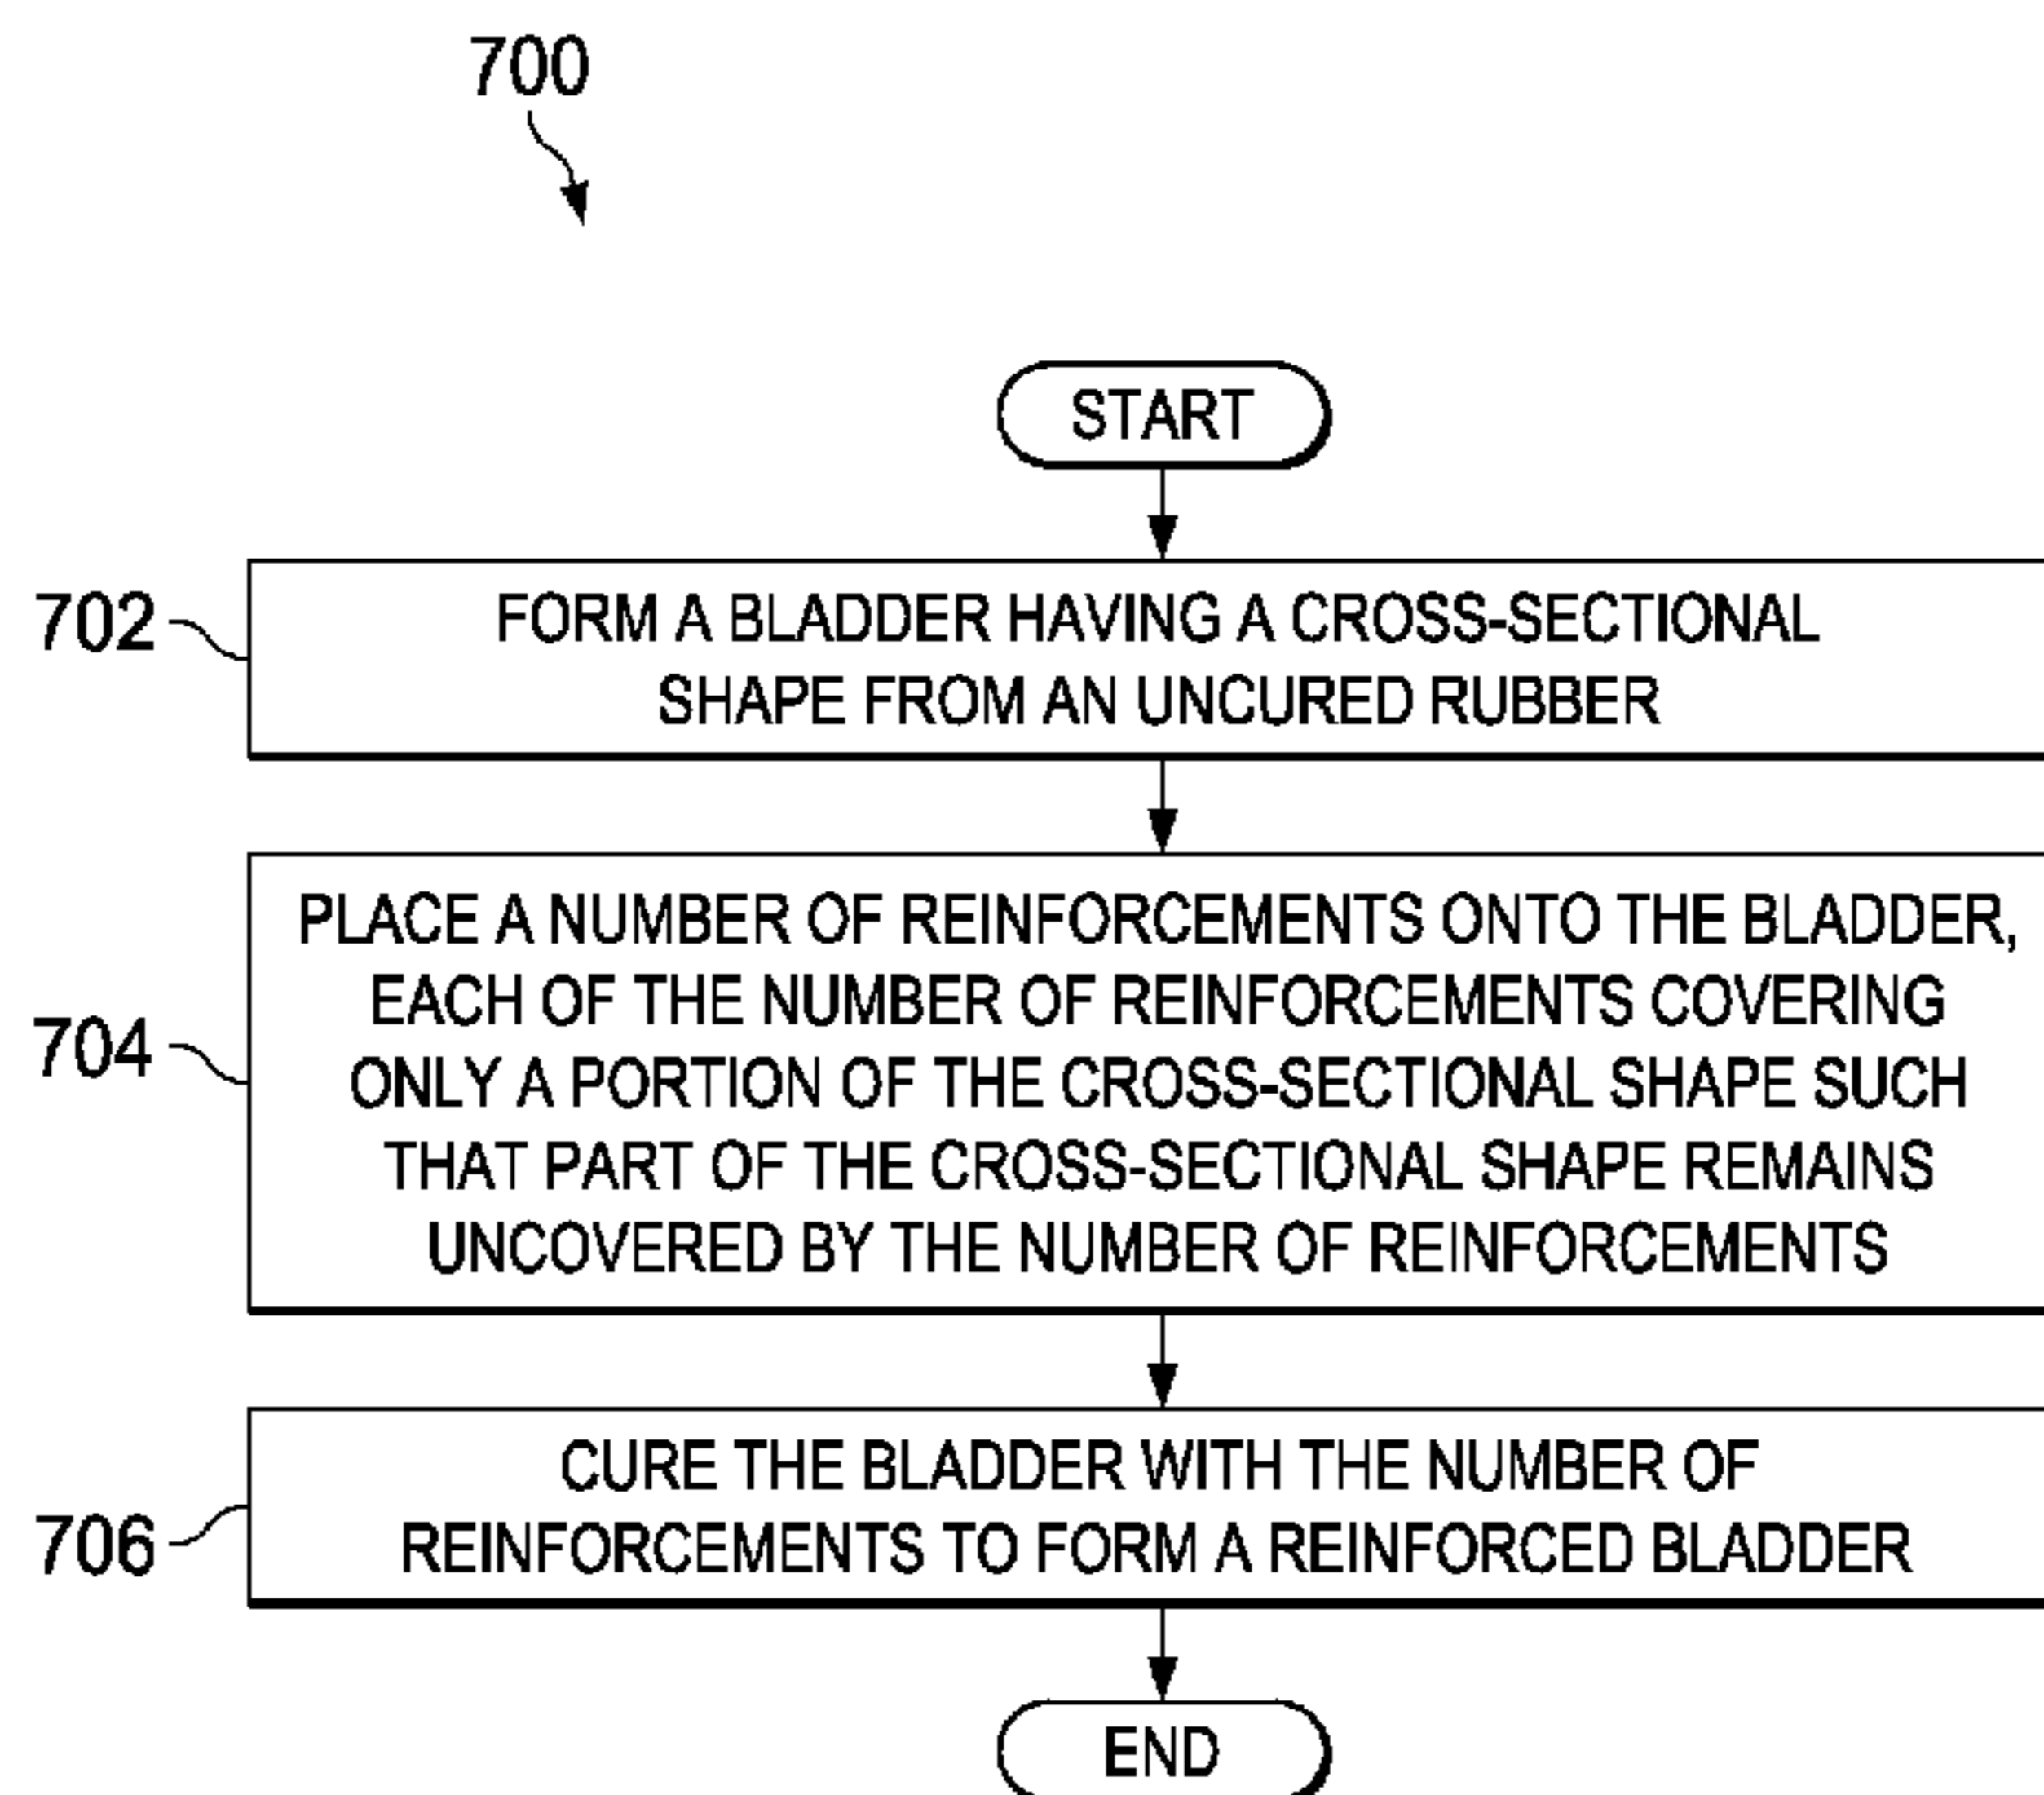 700
START
702
FORM A BLADDER HAVING A CROSS-SECTIONAL
SHAPE FROM AN UNCURED RUBBER
704
PLACE A NUMBER OF REINFORCEMENTS ONTO THE BLADDER,
EACH OF THE NUMBER OF REINFORCEMENTS COVERING
ONLY A PORTION OF THE CROSS-SECTIONAL SHAPE SUCH
THAT PART OF THE CROSS-SECTIONAL SHAPE REMAINS
UNCOVERED BY THE NUMBER OF REINFORCEMENTS
706
CURE THE BLADDER WITH THE NUMBER OF
REINFORCEMENTS TO FORM A REINFORCED BLADDER
END